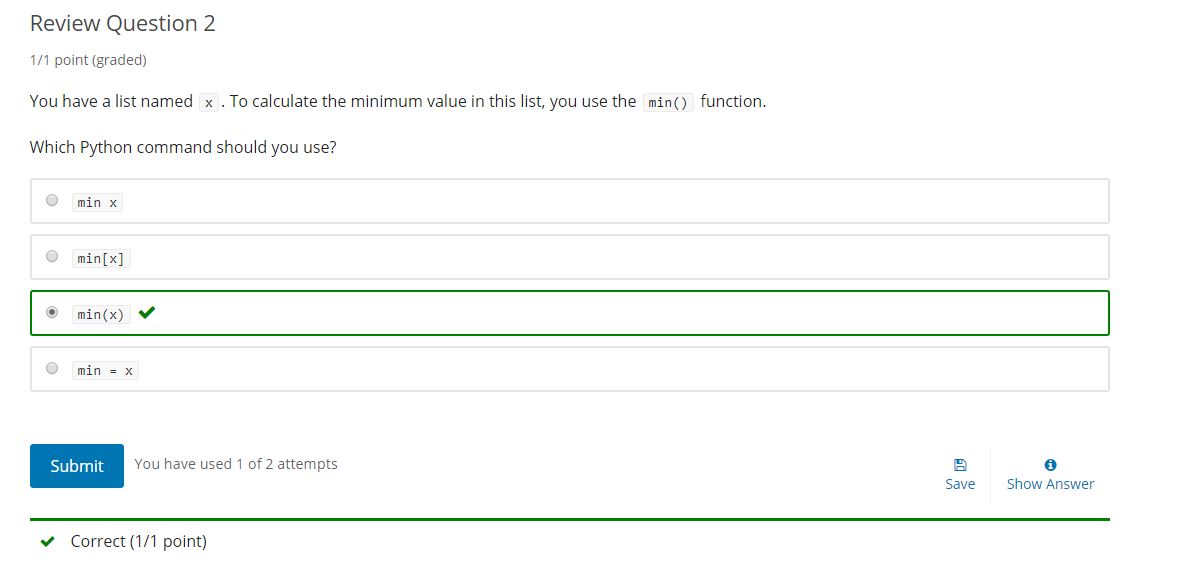 Review Question 2
1/1 point (graded)
You have a list named x. To calculate the minimum value in this list, you use the min() function.
Which Python command should you use?
min x
min[x]
min(x)
min = x
Submit You have used 1 of 2 attempts
Save Show Answer
Correct (1/1 point)